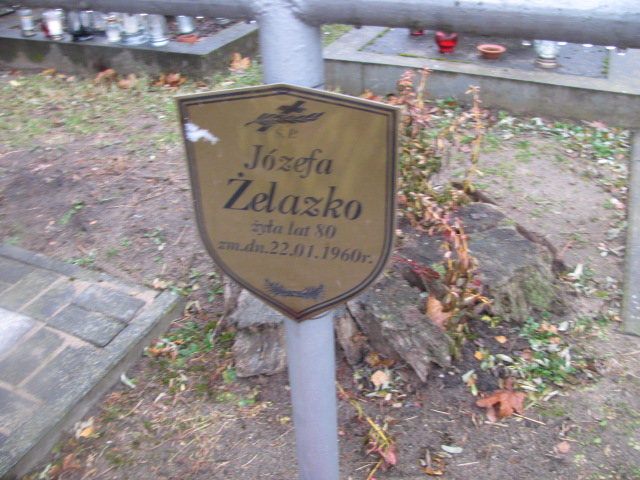 Ś.P.
Józefa
Żelazko
żyła lat 80
zm.dn.22.01.1960r.